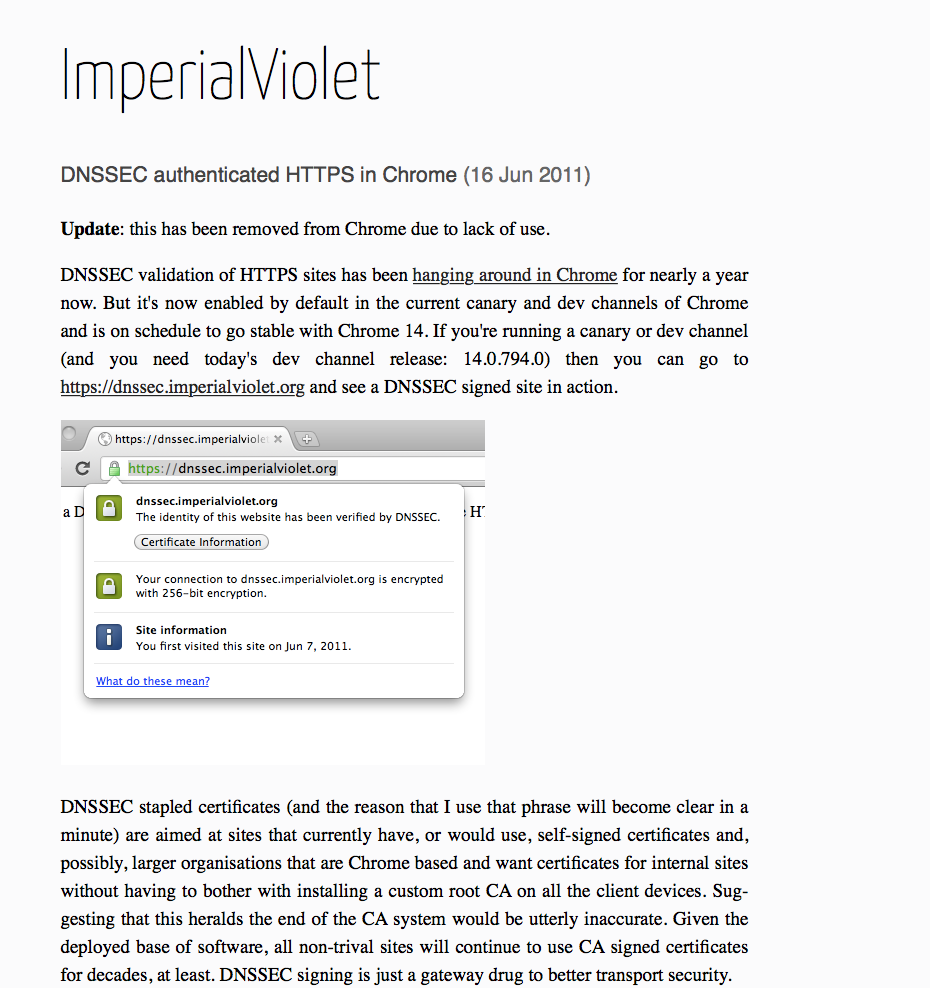 ImperialViolet
DNSSEC authenticated HTTPS in Chrome (16 Jun 2011)
Update: this has been removed from Chrome due to lack of use.
DNSSEC validation of HTTPS sites has been hanging around in Chrome for nearly a year
now. But it's now enabled by default in the current canary and dev channels of Chrome
and is on schedule to go stable with Chrome 14. If you're running a canary or dev channel
(and you need today's dev channel release: 14.0.794.0) then you can go to
https://dnssec.imperialviolet.org and see a DNSSEC signed site in action.
https://dnssec.imperialviolet
https://dnssec.imperialviolet.org
a D
dnssec.imperialviolet.org
The identity of this website has been verified by DNSSEC.
Certificate Information
Your connection to dnssec.imperialviolet.org is encrypted
with 256-bit encryption.
Site information
You first visited this site on Jun 7, 2011.
What do these mean?
DNSSEC stapled certificates (and the reason that I use that phrase will become clear in a
minute) are aimed at sites that currently have, or would use, self-signed certificates and,
possibly, larger organisations that are Chrome based and want certificates for internal sites
without having to bother with installing a custom root CA on all the client devices. Sug-
gesting that this heralds the end of the CA system would be utterly inaccurate. Given the
deployed base of software, all non-trival sites will continue to use CA signed certificates
for decades, at least. DNSSEC signing is just a gateway drug to better transport security.